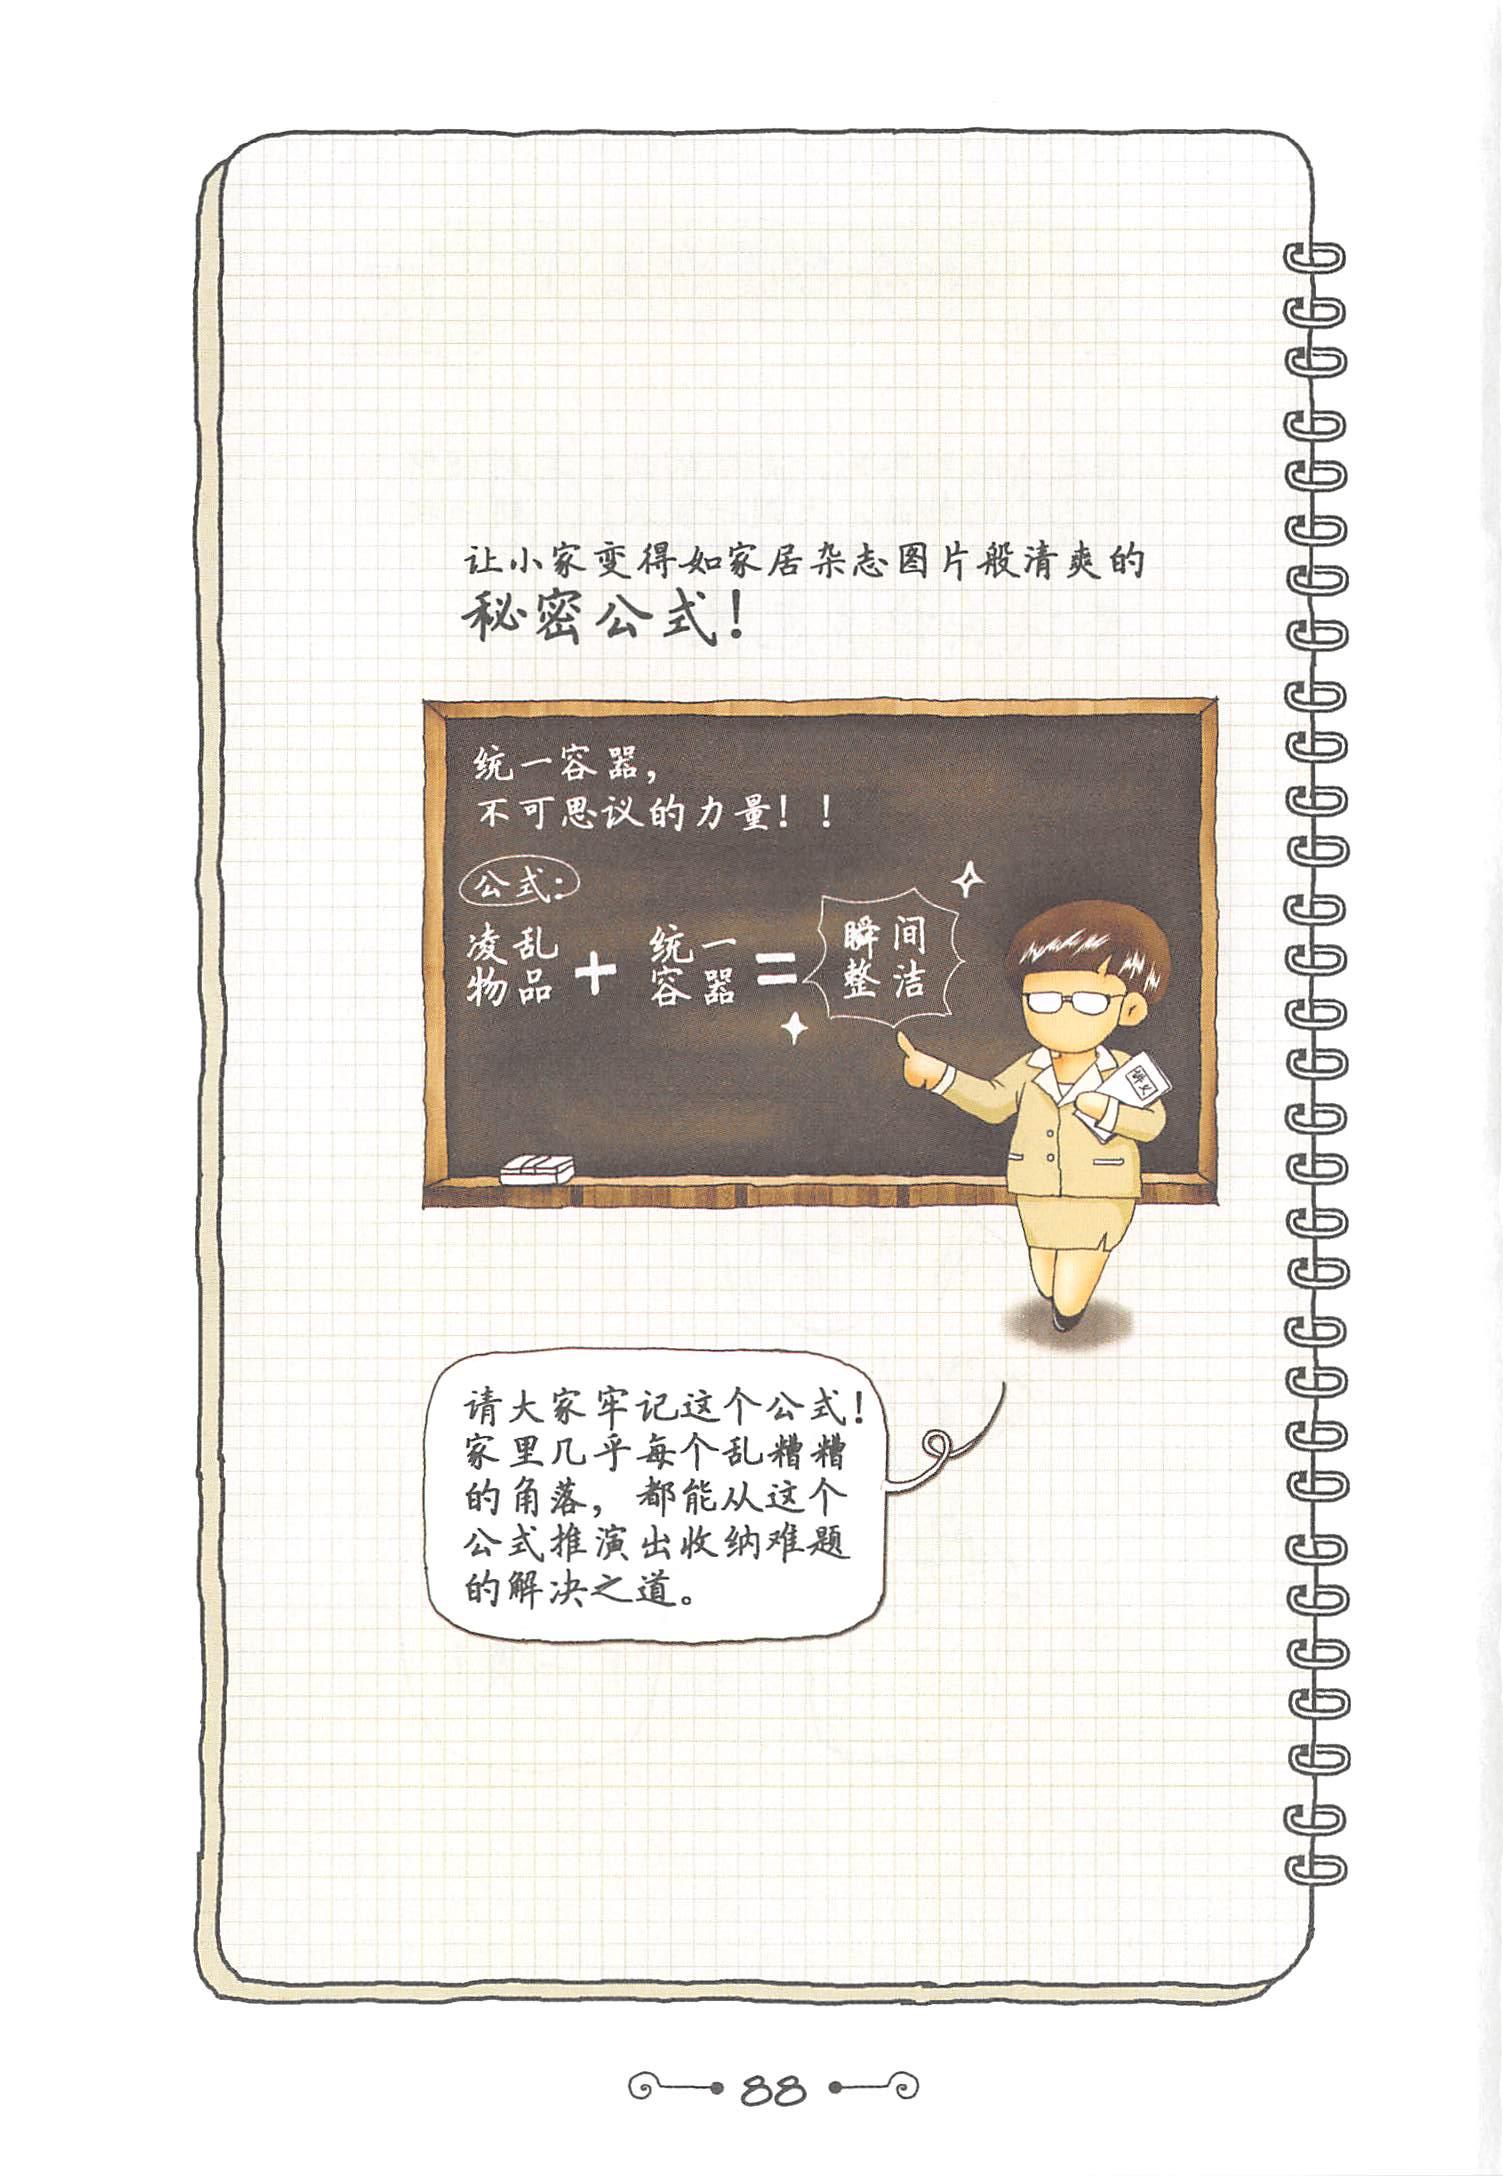 让小家变得如家居杂志图片般清爽的
秘密公式！
统一容器，
不可思议的力量！！
公式：
凌乱
物品
+
统一
容器
=
瞬间
整洁
讲义
请大家牢记这个公式！
家里几乎每个乱糟糟
的角落，都能从这个
公式推演出收纳难题
的解决之道。
88